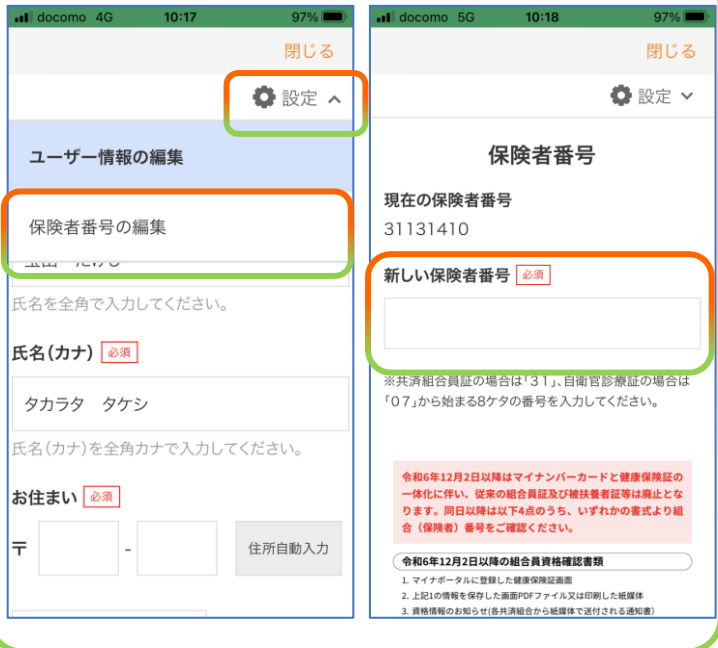 docomo 4G 10:17 97%
閉じる
設定
ユーザー情報の編集
保険者番号の編集
氏名を全角で入力してください。
氏名(カナ) 必須
タカラタ タケシ
氏名(カナ)を全角カナで入力してください。
お住まい 必須
〒 - 住所自動入力
docomo 5G 10:18 97%
閉じる
設定
保険者番号
現在の保険者番号
31131410
新しい保険者番号 必須
※共済組合員証の場合は「31」、自衛官診療証の場合は
「07」から始まる8ケタの番号を入力してください。
令和6年12月2日以降はマイナンバーカードと健康保険証の
一体化に伴い、従来の組合員証及び被扶養者証等は廃止とな
ります。同日以降は以下4点のうち、いずれかの書式より組
合（保険者）番号をご確認ください。
令和6年12月2日以降の組合員資格確認書類
1. マイナポータルに登録した健康保険証画面
2. 上記1の情報を保存した画面PDFファイル又は印刷した紙媒体
3. 資格情報のお知らせ(各共済組合から紙媒体で送付される通知書)